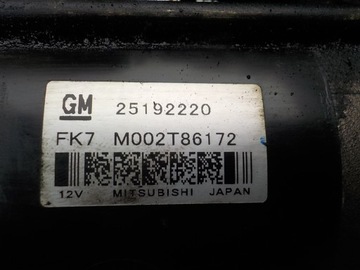 GM 25192220
FK7 M002T86172
12V MITSUBISHI JAPAN